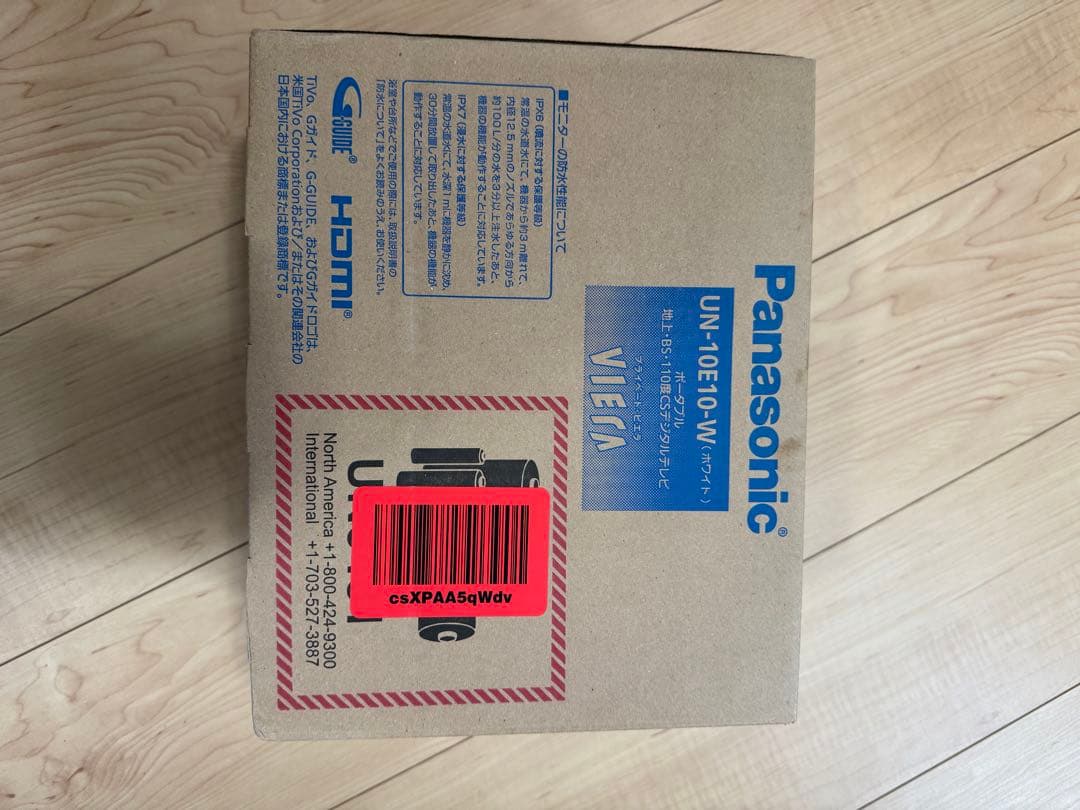 Panasonic®
UN-10E10-W(ホワイト)
ポータブル
地上・BS・110度CSデジタルテレビ
プライベート・ビエラ
VIERA
■モニターの防水性能について
IPX6(噴流に対する保護等級)
常温の水道水にて、機器から約3m離れて、
内径12.5mmのノズルであらゆる方向から
約100L/分の水を3分以上注水したあと、
機器の機能が動作することに対応しています。
IPX7(浸水に対する保護等級)
常温の水道水にて、水深1mに機器を静かに沈め、
30分間放置して取り出したあと、機器の機能が
動作することに対応しています。
浴室や台所などでご使用の際には、取扱説明書の
「防水について」をよくお読みのうえ、お使いください。
G-GUIDE®
HDMI®
TiVo、Gガイド、G-GUIDE、およびGガイドロゴは、
米国TiVo Corporationおよび/またはその関連会社の
日本国内における商標または登録商標です。
csXPAA5qWdv
North America +1-800-424-9300
International +1-703-527-3887